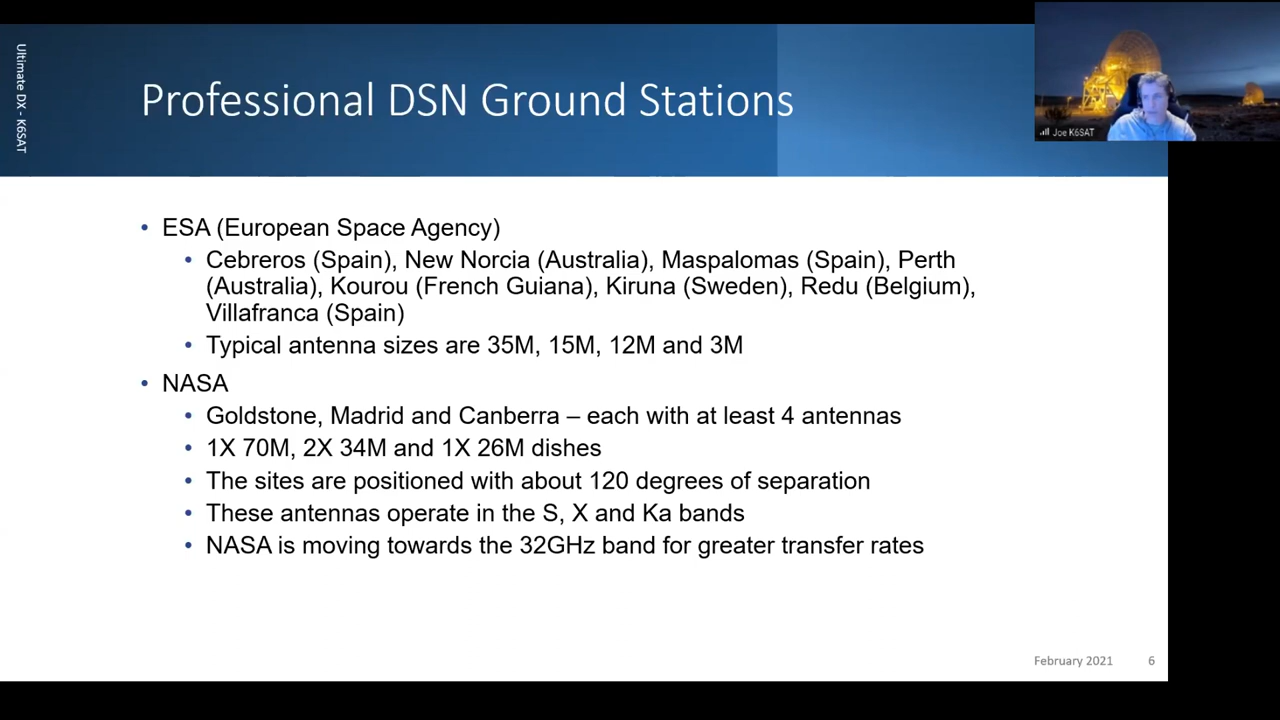 Ultimate DX - K6SAT
Professional DSN Ground Stations
Joe K6SAT
• ESA (European Space Agency)
• Cebreros (Spain), New Norcia (Australia), Maspalomas (Spain), Perth
(Australia), Kourou (French Guiana), Kiruna (Sweden), Redu (Belgium),
Villafranca (Spain)
• Typical antenna sizes are 35M, 15M, 12M and 3M
• NASA
• Goldstone, Madrid and Canberra – each with at least 4 antennas
• 1X 70M, 2X 34M and 1X 26M dishes
• The sites are positioned with about 120 degrees of separation
• These antennas operate in the S, X and Ka bands
• NASA is moving towards the 32GHz band for greater transfer rates
February 2021 6